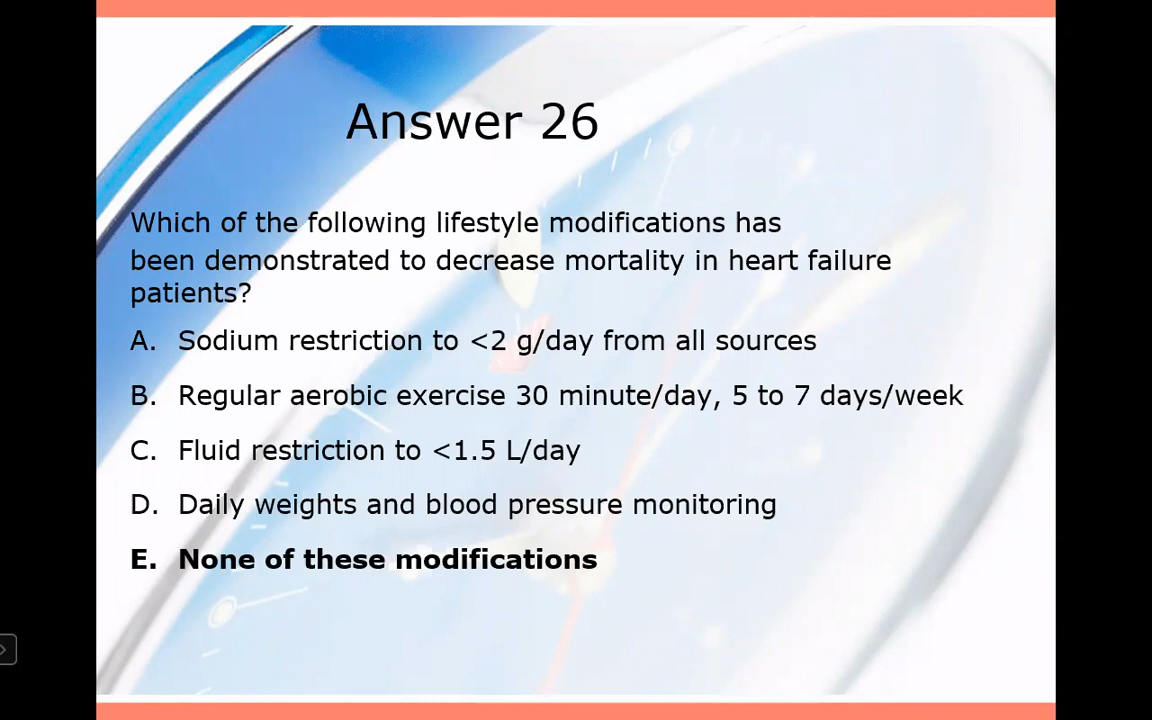 Answer 26
Which of the following lifestyle modifications has
been demonstrated to decrease mortality in heart failure
patients?
A. Sodium restriction to <2 g/day from all sources
B. Regular aerobic exercise 30 minute/day, 5 to 7 days/week
C. Fluid restriction to <1.5 L/day
D. Daily weights and blood pressure monitoring
E. None of these modifications